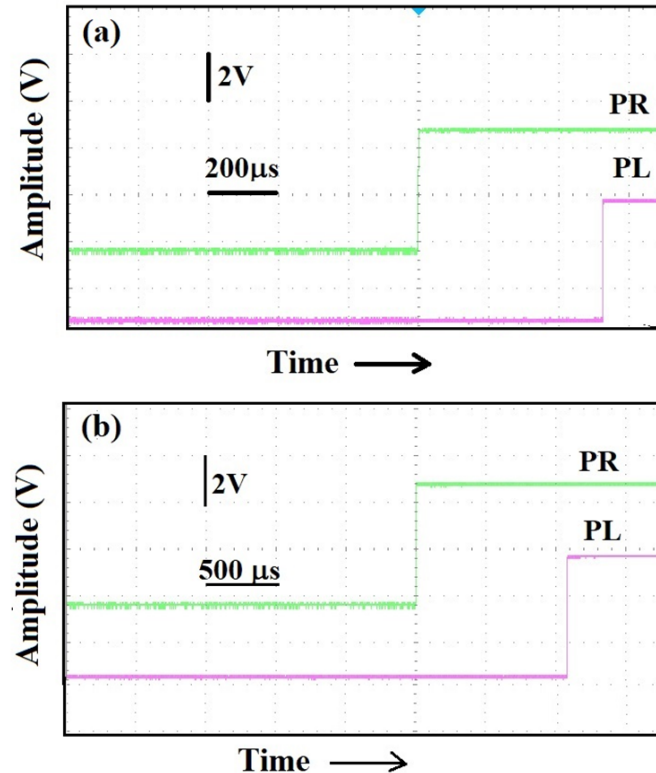 (a)
2V
PR
200μs
PL
Amplitude (V)
Time
(b)
PR
2V
PL
500 μs
Amplitude (V)
Time